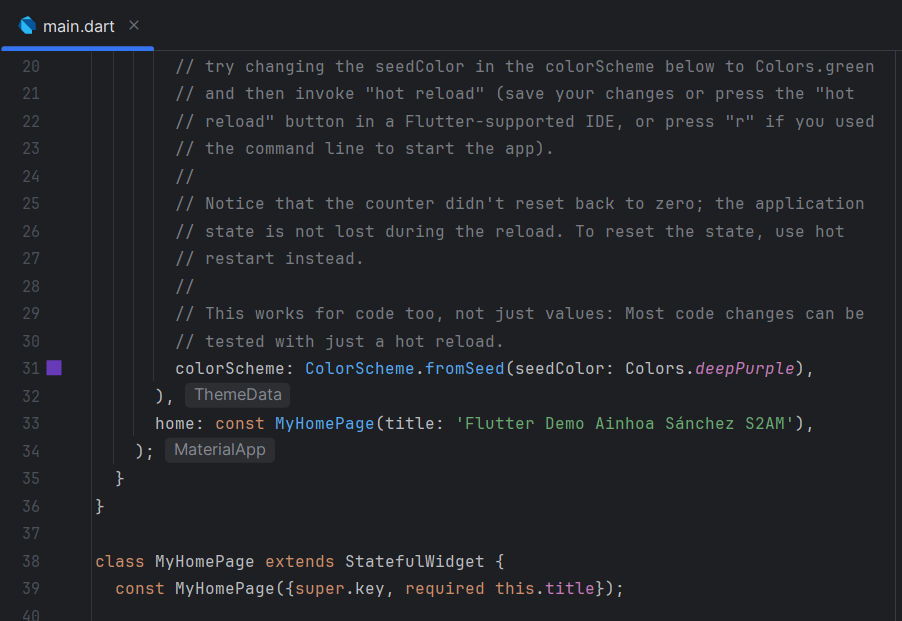 main.dart
20 // try changing the seedColor in the colorScheme below to Colors.green
21 // and then invoke "hot reload" (save your changes or press the "hot
22 // reload" button in a Flutter-supported IDE, or press "r" if you used
23 // the command line to start the app).
24 //
25 // Notice that the counter didn't reset back to zero; the application
26 // state is not lost during the reload. To reset the state, use hot
27 // restart instead.
28 //
29 // This works for code too, not just values: Most code changes can be
30 // tested with just a hot reload.
31 colorScheme: ColorScheme.fromSeed(seedColor: Colors.deepPurple),
32 ), ThemeData
33 home: const MyHomePage(title: 'Flutter Demo Ainhoa Sánchez S2AM'),
34 ); MaterialApp
35 }
36 }
37
38 class MyHomePage extends StatefulWidget {
39 const MyHomePage({super.key, required this.title});
40